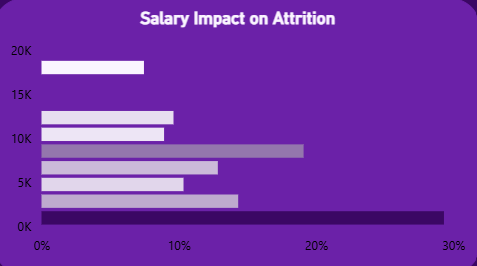 Salary Impact on Attrition
20K
15K
10K
5K
0K
0% 10% 20% 30%